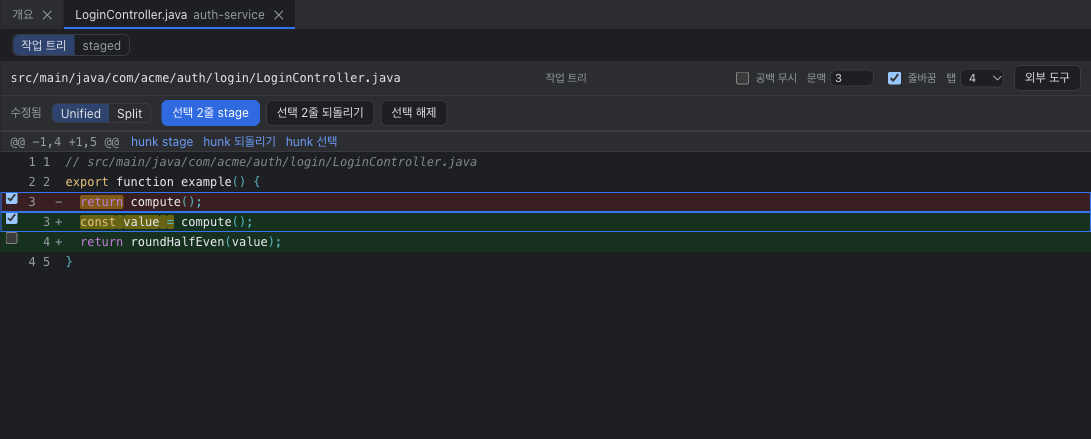 개요
LoginController.java auth-service
작업 트리 staged
src/main/java/com/acme/auth/login/LoginController.java 작업 트리 공백 무시 문맥 3 줄바꿈 탭 4 외부 도구
수정됨 Unified Split 선택 2줄 stage 선택 2줄 되돌리기 선택 해제
@@ −1,4 +1,5 @@ hunk stage hunk 되돌리기 hunk 선택
1 1 // src/main/java/com/acme/auth/login/LoginController.java
2 2 export function example() {
3 − return compute();
3 + const value = compute();
4 + return roundHalfEven(value);
4 5 }